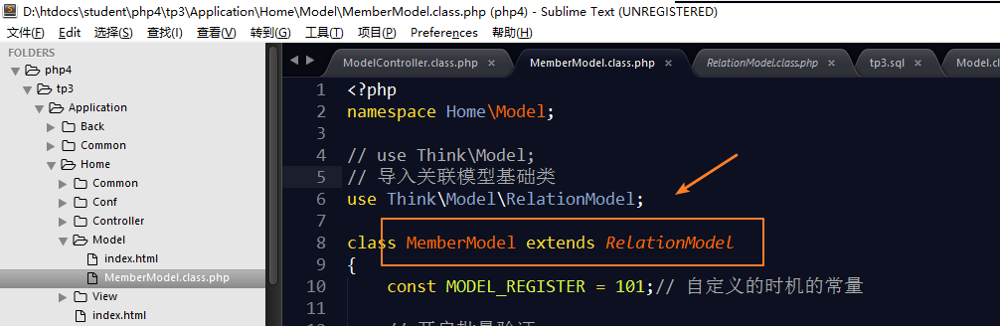 D:\htdocs\student\php4\tp3\Application\Home\Model\MemberModel.class.php (php4) - Sublime Text (UNREGISTERED)
文件(F) Edit 选择(S) 查找(I) 查看(V) 转到(G) 工具(T) 项目(P) Preferences 帮助(H)
FOLDERS
php4
tp3
Application
Back
Common
Home
Common
Conf
Controller
Model
index.html
MemberModel.class.php
View
index.html
ModelController.class.php × MemberModel.class.php × RelationModel.class.php × tp3.sql × Model.cl
1 <?php
2 namespace Home\Model;
3
4 // use Think\Model;
5 // 导入关联模型基础类
6 use Think\Model\RelationModel;
7
8 class MemberModel extends RelationModel
9 {
10 const MODEL_REGISTER = 101;// 自定义的时机的常量
11